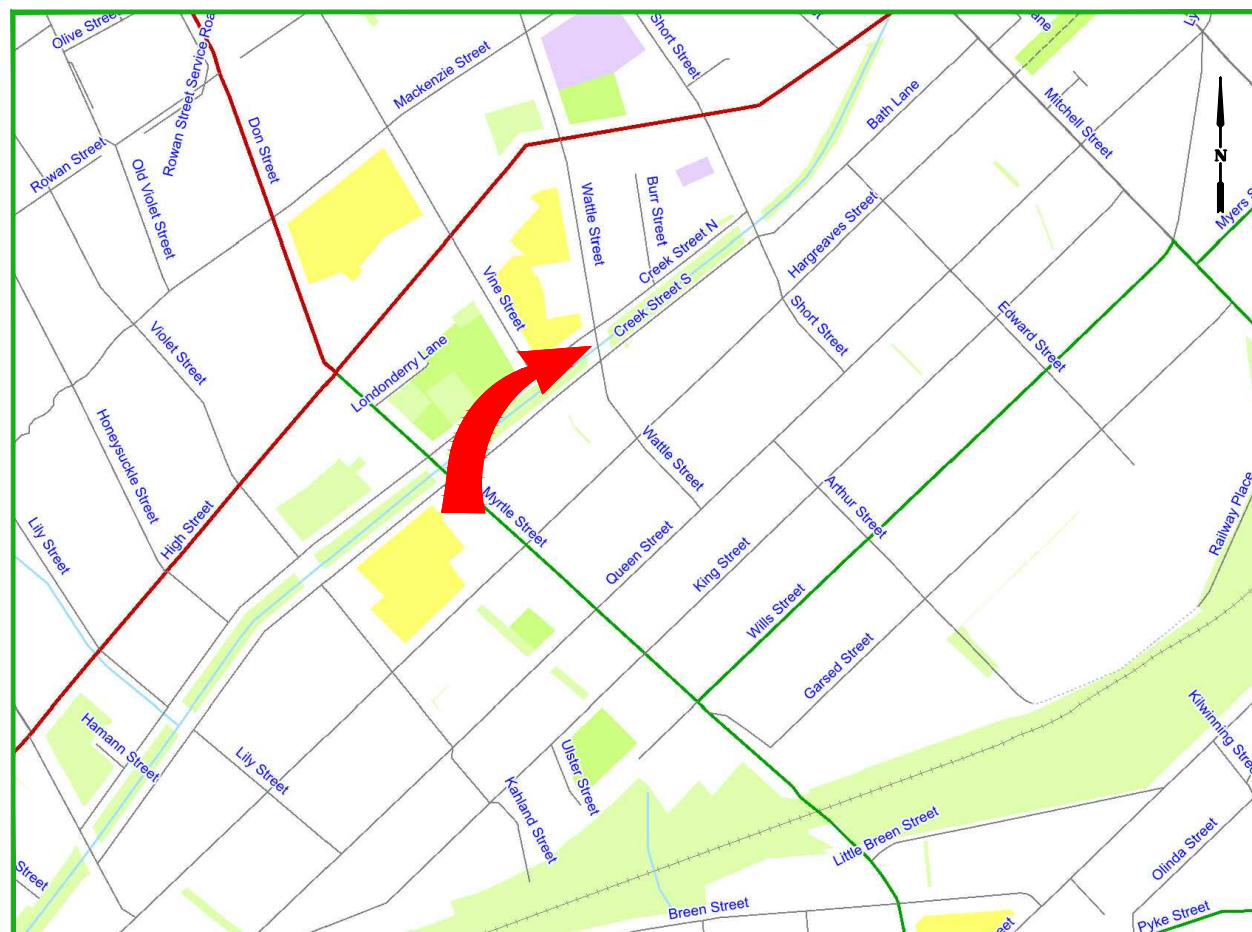 Olive Street
Rowan Street Service Roa
Short Street
Lane
Ly
Mackenzie Street
Bath Lane
Mitchell Street
Don Street
N
Rowan Street
Old Violet Street
Wattle Street
Burr Street
Hargreaves Street
Myers S
Creek Street N
Creek Street S
Vine Street
Short Street
Edward Street
Violet Street
Londonderry Lane
Honeysuckle Street
Wattle Street
High Street
Myrtle Street
Arthur Street
Railway Place
Lily Street
Queen Street
King Street
Wills Street
Garsed Street
Kilwinning Stree
Hamann Street
Lily Street
Ulster Street
Kahland Street
Little Breen Street
Olinda Street
Street
Breen Street
Pyke Street